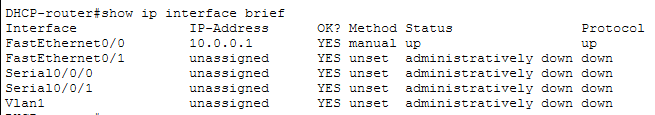 DHCP-router#show ip interface brief
Interface              IP-Address      OK? Method Status                Protocol
FastEthernet0/0        10.0.0.1        YES manual up                    up
FastEthernet0/1        unassigned      YES unset  administratively down down
Serial0/0/0            unassigned      YES unset  administratively down down
Serial0/0/1            unassigned      YES unset  administratively down down
Vlan1                  unassigned      YES unset  administratively down down